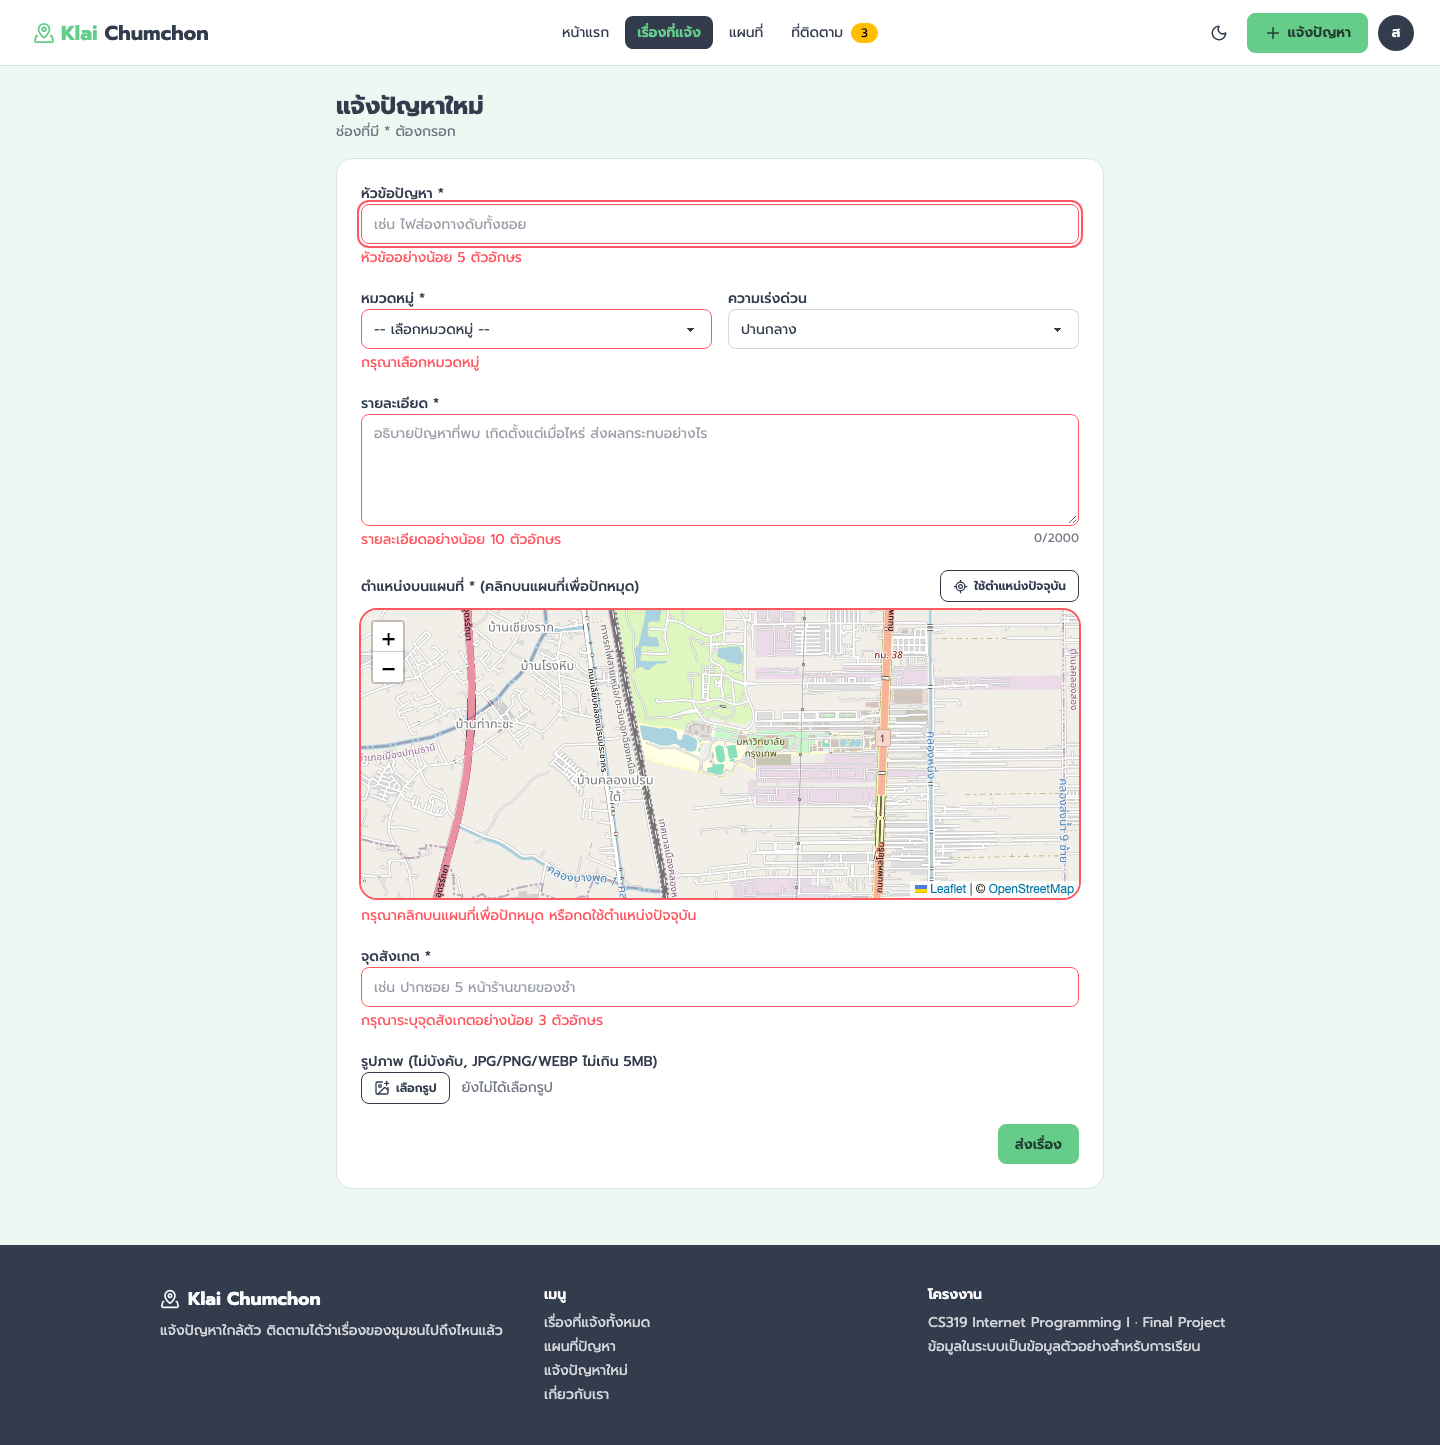 Klai Chumchon
หน้าแรก
เรื่องที่แจ้ง
แผนที่
ที่ติดตาม 3
แจ้งปัญหา
ส
แจ้งปัญหาใหม่
ช่องที่มี * ต้องกรอก
หัวข้อปัญหา *
เช่น ไฟส่องทางดับทั้งซอย
หัวข้ออย่างน้อย 5 ตัวอักษร
หมวดหมู่ *
ความเร่งด่วน
-- เลือกหมวดหมู่ --
ปานกลาง
กรุณาเลือกหมวดหมู่
รายละเอียด *
อธิบายปัญหาที่พบ เกิดตั้งแต่เมื่อไหร่ ส่งผลกระทบอย่างไร
รายละเอียดอย่างน้อย 10 ตัวอักษร
0/2000
ตำแหน่งบนแผนที่ * (คลิกบนแผนที่เพื่อปักหมุด)
ใช้ตำแหน่งปัจจุบัน
+
−
บ้านเชียงราก
บ้านโรงหีบ
กม. 38
บ้านท่ากะชะ
มหาวิทยาลัย
กรุงเทพ
1
บ้านคลองเปรม
ใต้
Leaflet | © OpenStreetMap
กรุณาคลิกบนแผนที่เพื่อปักหมุด หรือกดใช้ตำแหน่งปัจจุบัน
จุดสังเกต *
เช่น ปากซอย 5 หน้าร้านขายของชำ
กรุณาระบุจุดสังเกตอย่างน้อย 3 ตัวอักษร
รูปภาพ (ไม่บังคับ, JPG/PNG/WEBP ไม่เกิน 5MB)
เลือกรูป
ยังไม่ได้เลือกรูป
ส่งเรื่อง
Klai Chumchon
แจ้งปัญหาใกล้ตัว ติดตามได้ว่าเรื่องของชุมชนไปถึงไหนแล้ว
เมนู
เรื่องที่แจ้งทั้งหมด
แผนที่ปัญหา
แจ้งปัญหาใหม่
เกี่ยวกับเรา
โครงงาน
CS319 Internet Programming I · Final Project
ข้อมูลในระบบเป็นข้อมูลตัวอย่างสำหรับการเรียน